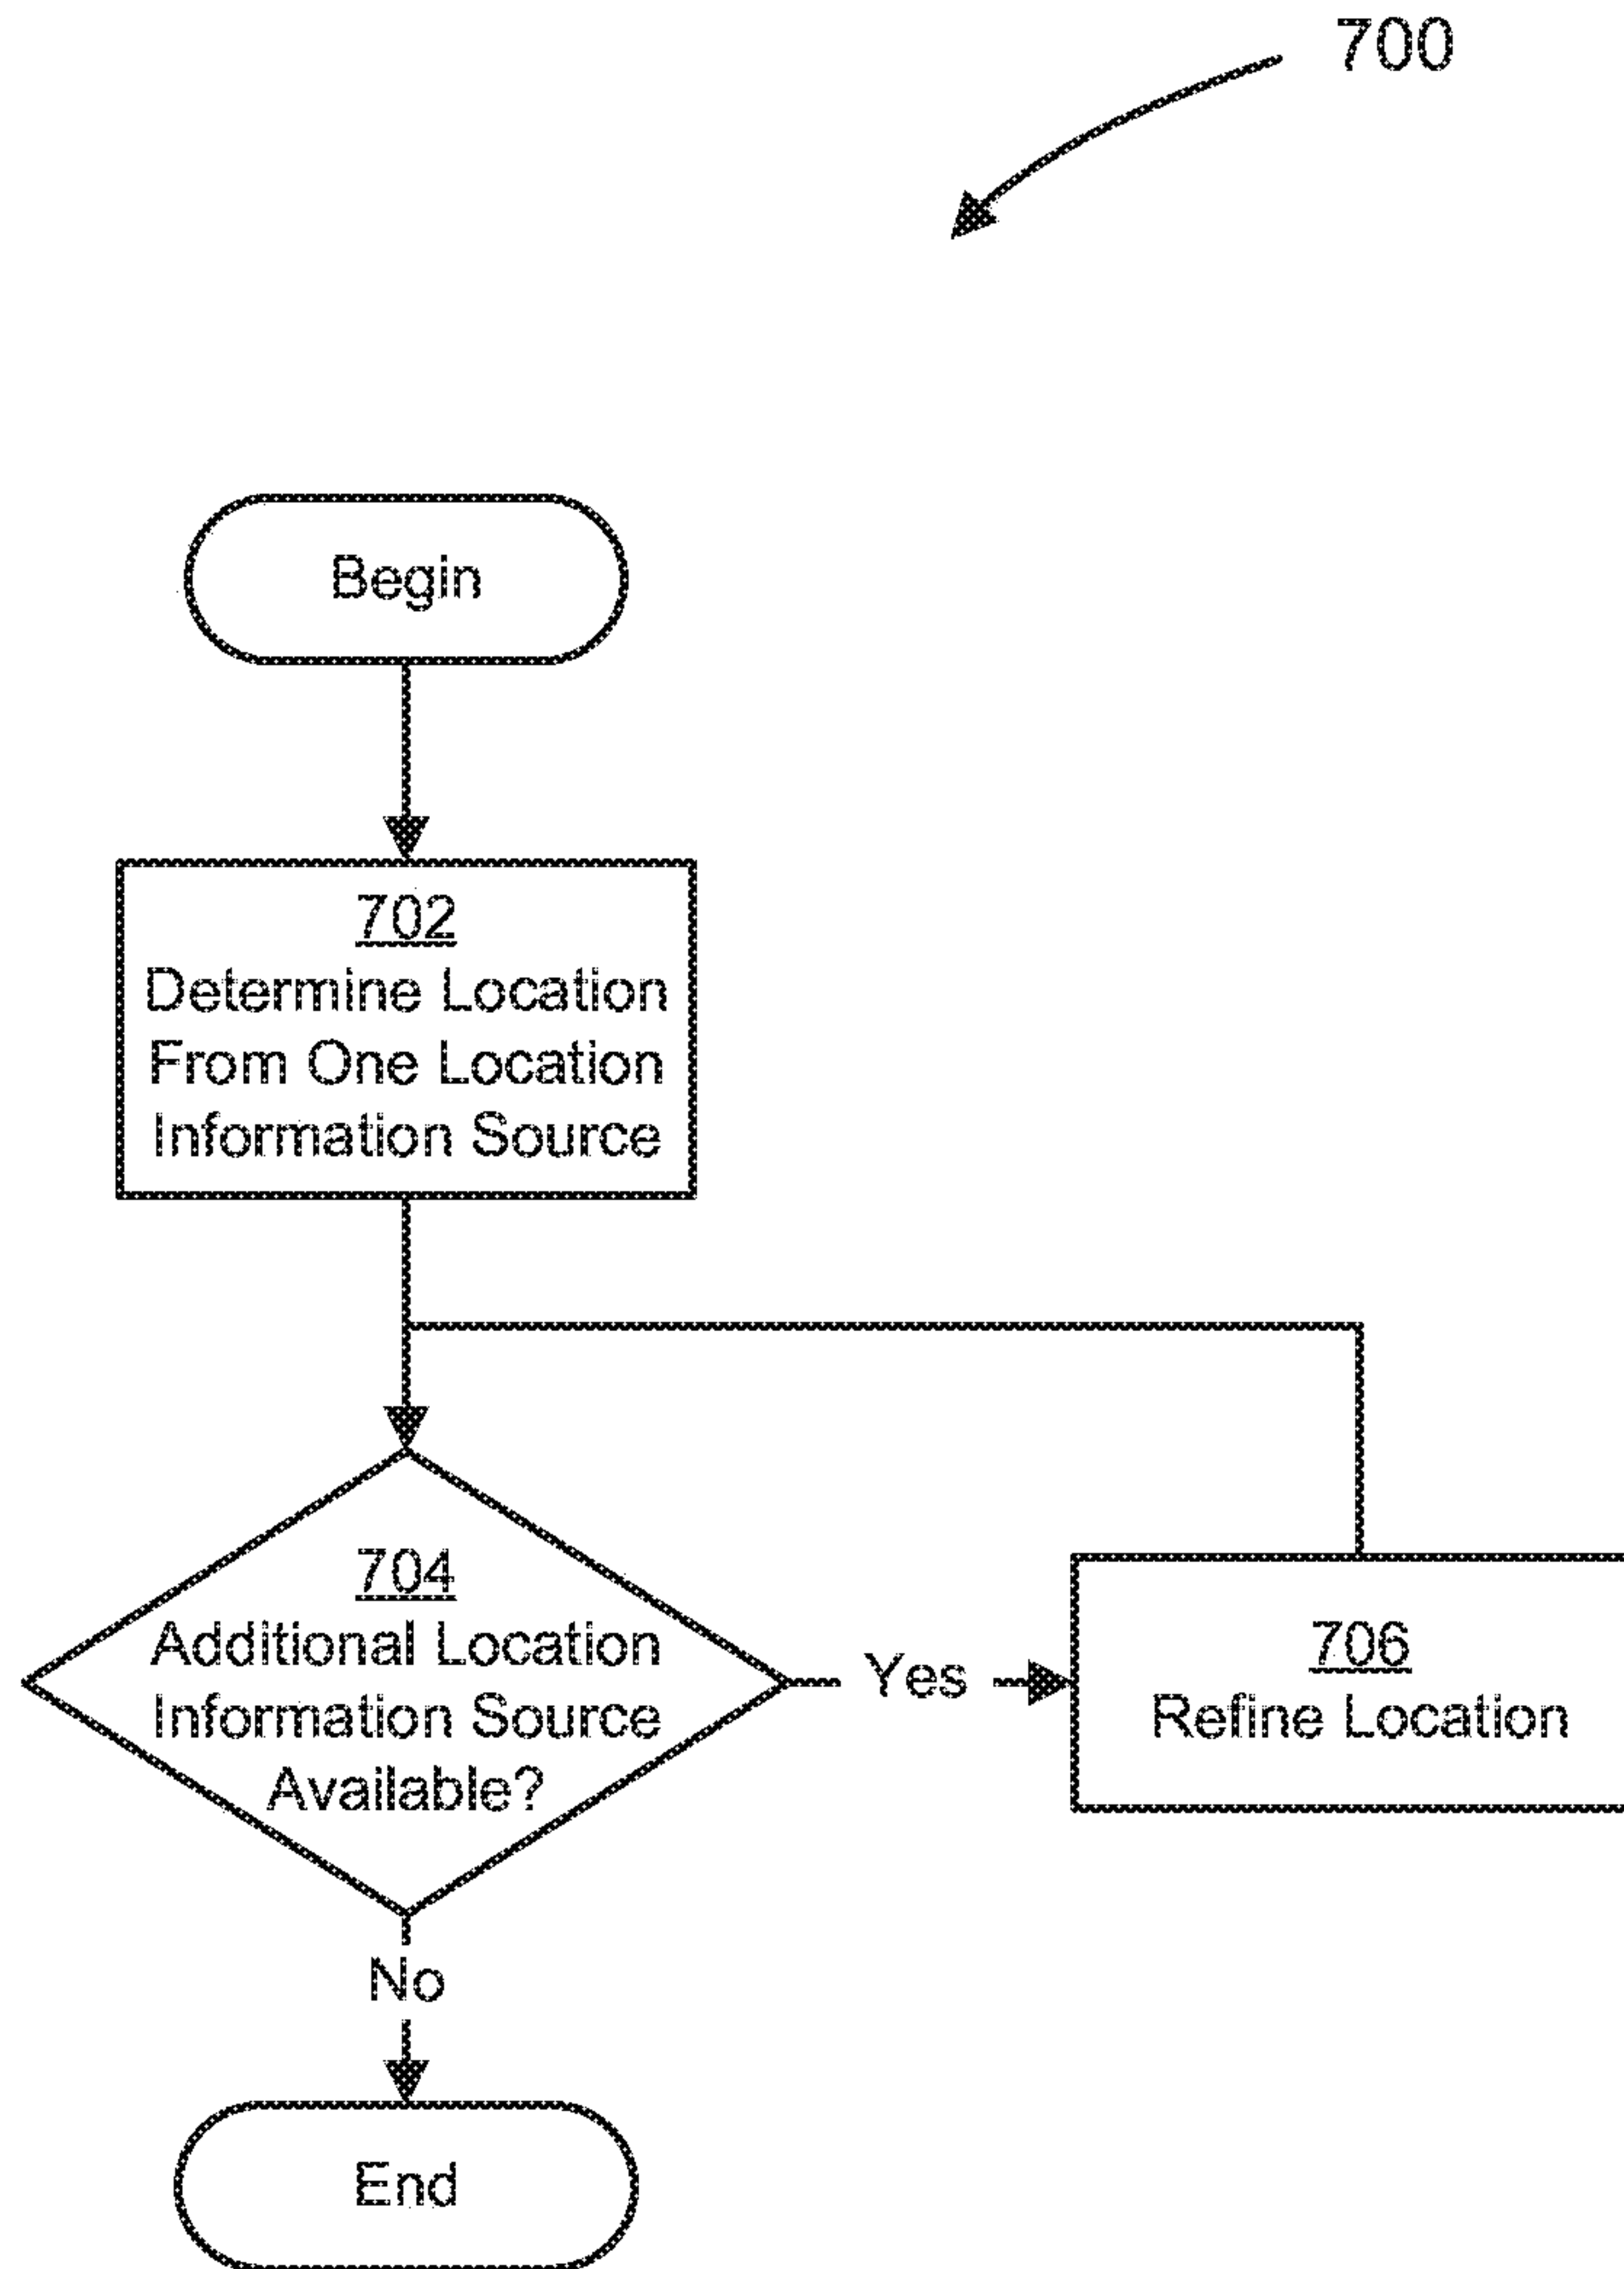 700
Begin
702
Determine Location
From One Location
Information Source
704
Additional Location
Information Source
Available?
Yes
706
Refine Location
No
End